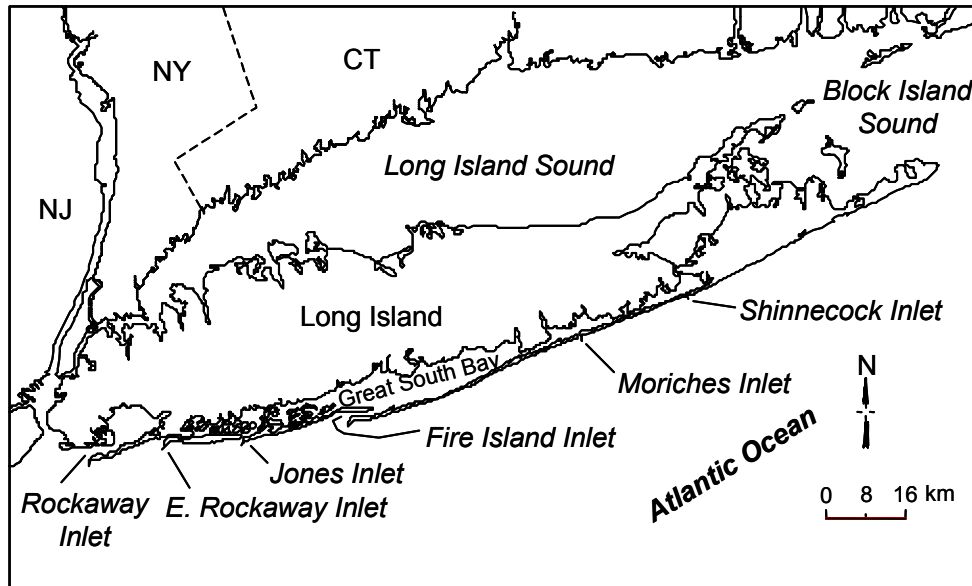 NY
CT
Block Island
Sound
Long Island Sound
NJ
Long Island
Shinnecock Inlet
Great South Bay
Moriches Inlet
N
Fire Island Inlet
Atlantic Ocean
Jones Inlet
Rockaway
Inlet
E. Rockaway Inlet
0 8 16 km